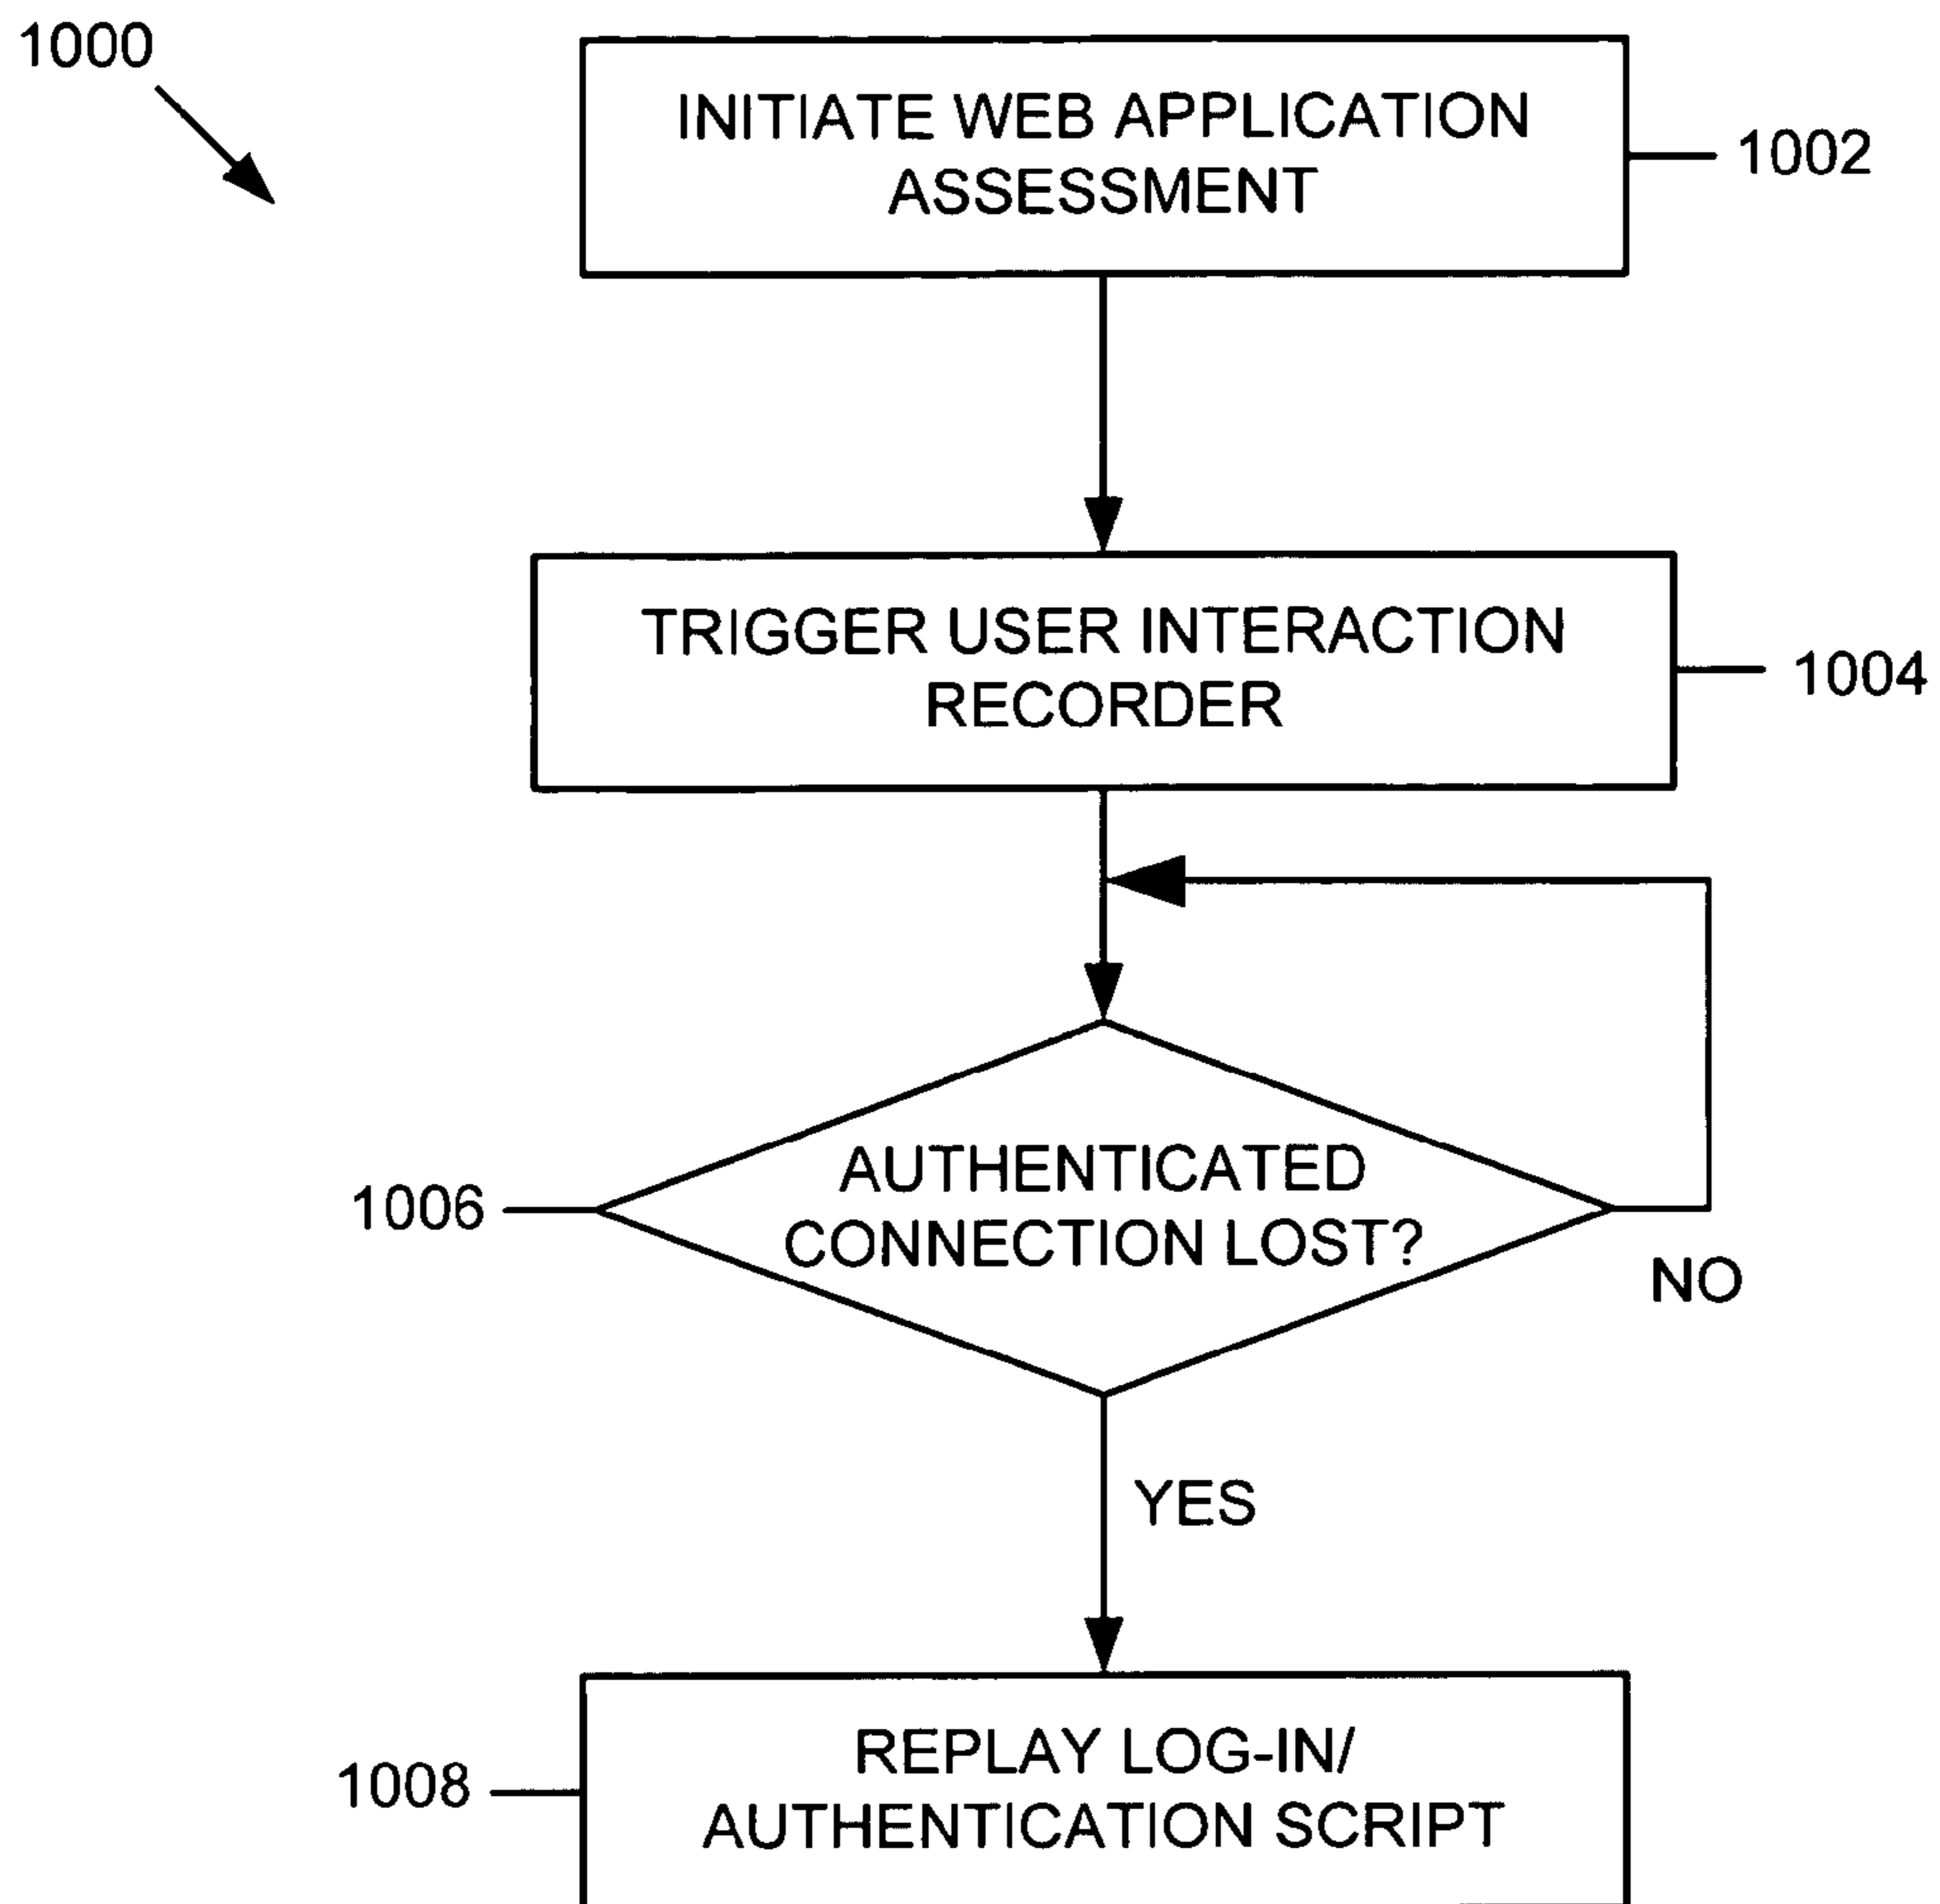 1000
INITIATE WEB APPLICATION
ASSESSMENT
1002
TRIGGER USER INTERACTION
RECORDER
1004
AUTHENTICATED
CONNECTION LOST?
1006
NO
YES
REPLAY LOG-IN/
AUTHENTICATION SCRIPT
1008